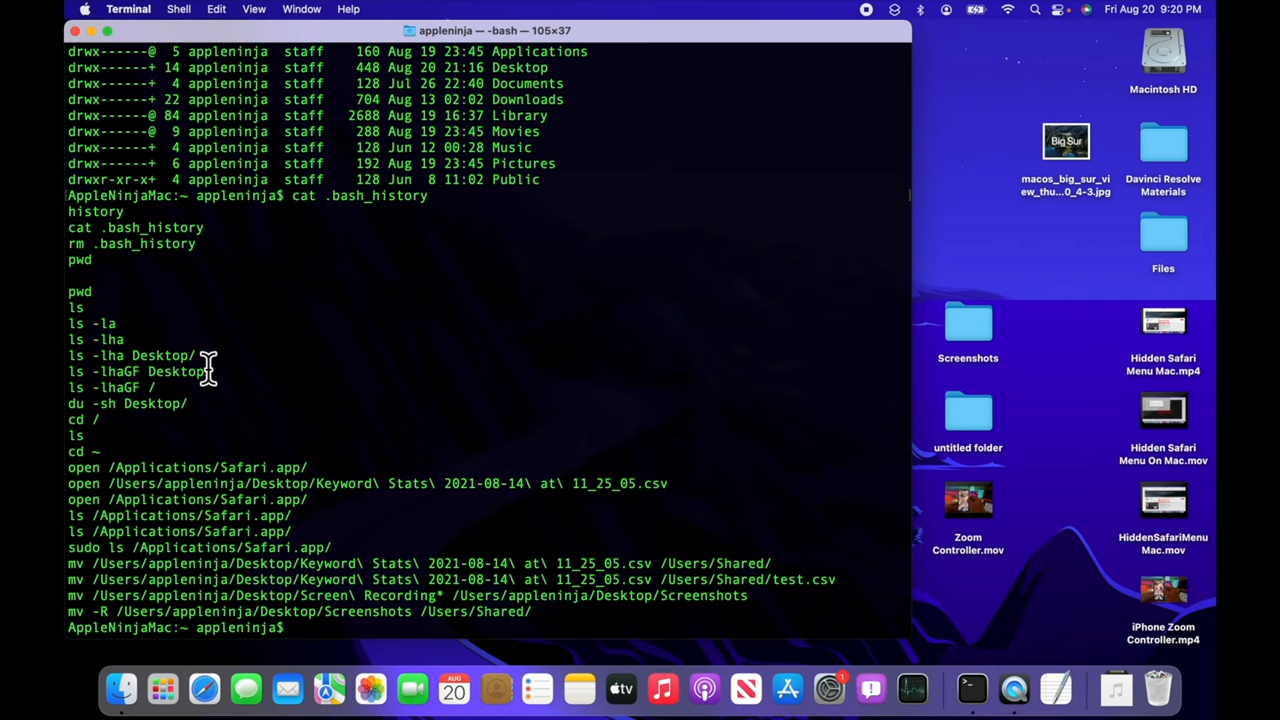 Terminal Shell Edit View Window Help
Fri Aug 20 9:20 PM
appleninja — -bash — 105×37
drwx------@ 5 appleninja staff 160 Aug 19 23:45 Applications
drwx------+ 14 appleninja staff 448 Aug 20 21:16 Desktop
drwx------+ 4 appleninja staff 128 Jul 26 22:40 Documents
drwx------+ 22 appleninja staff 704 Aug 13 02:02 Downloads
drwx------@ 84 appleninja staff 2688 Aug 19 16:37 Library
drwx------@ 9 appleninja staff 288 Aug 19 23:45 Movies
drwx------+ 4 appleninja staff 128 Jun 12 00:28 Music
drwx------+ 6 appleninja staff 192 Aug 19 23:45 Pictures
drwxr-xr-x+ 4 appleninja staff 128 Jun 8 11:02 Public
AppleNinjaMac:~ appleninja$ cat .bash_history
history
cat .bash_history
rm .bash_history
pwd
pwd
ls
ls -la
ls -lha
ls -lha Desktop/
ls -lhaGF Desktop
ls -lhaGF /
du -sh Desktop/
cd /
ls
cd ~
open /Applications/Safari.app/
open /Users/appleninja/Desktop/Keyword\ Stats\ 2021-08-14\ at\ 11_25_05.csv
open /Applications/Safari.app/
ls /Applications/Safari.app/
ls /Applications/Safari.app/
sudo ls /Applications/Safari.app/
mv /Users/appleninja/Desktop/Keyword\ Stats\ 2021-08-14\ at\ 11_25_05.csv /Users/Shared/
mv /Users/appleninja/Desktop/Keyword\ Stats\ 2021-08-14\ at\ 11_25_05.csv /Users/Shared/test.csv
mv /Users/appleninja/Desktop/Screen\ Recording* /Users/appleninja/Desktop/Screenshots
mv -R /Users/appleninja/Desktop/Screenshots /Users/Shared/
AppleNinjaMac:~ appleninja$
Macintosh HD
Big Sur
macos_big_sur_vi
ew_thu...0_4-3.jpg
Davinci Resolve
Materials
Files
Screenshots
Hidden Safari
Menu Mac.mp4
untitled folder
Hidden Safari
Menu On Mac.mov
Zoom
Controller.mov
HiddenSafariMenu
Mac.mov
iPhone Zoom
Controller.mp4
AUG
20
tv
1